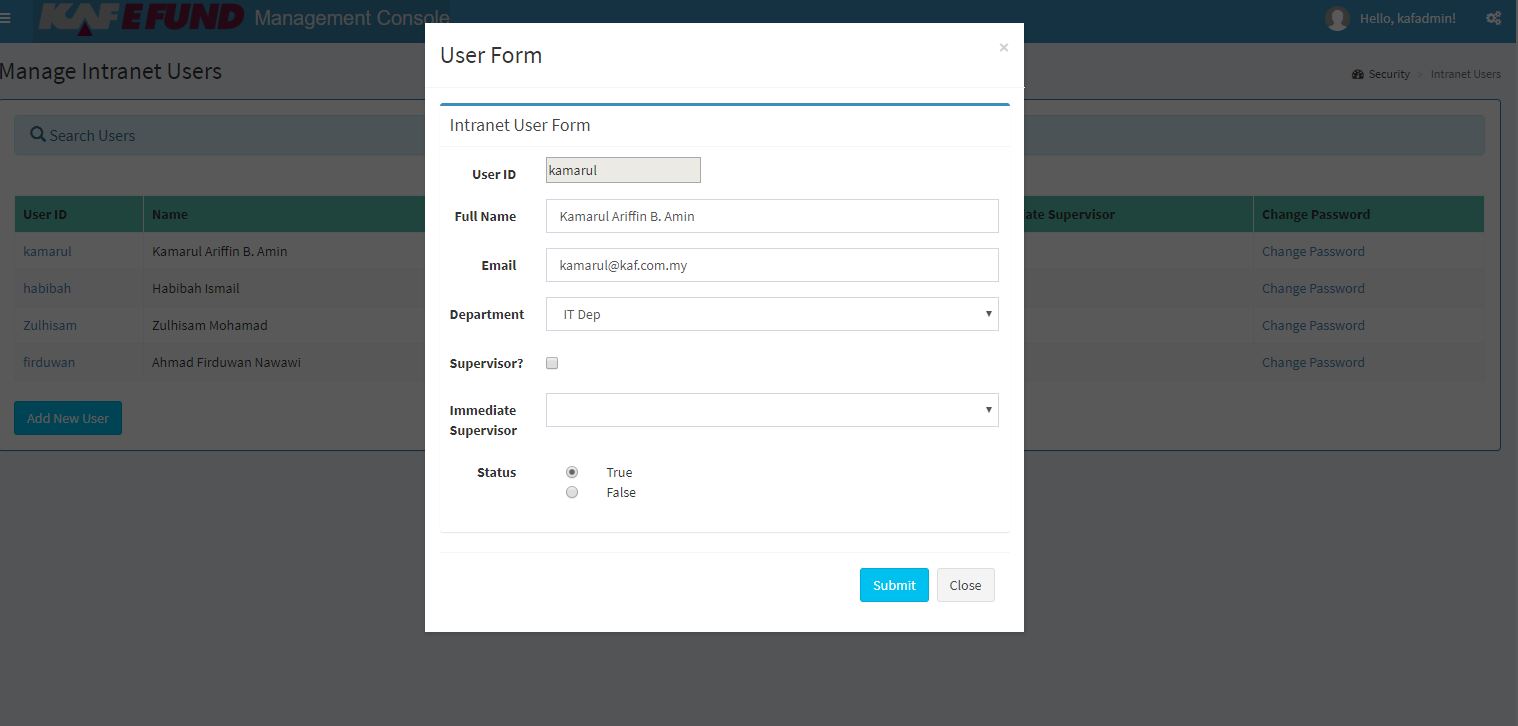 KAF E FUND Management Console
Hello, kafadmin!
Manage Intranet Users
Security > Intranet Users
Search Users
User ID Name ate Supervisor Change Password
kamarul Kamarul Ariffin B. Amin Change Password
habibah Habibah Ismail Change Password
Zulhisam Zulhisam Mohamad Change Password
firduwan Ahmad Firduwan Nawawi Change Password
Add New User
User Form ×
Intranet User Form
User ID kamarul
Full Name Kamarul Ariffin B. Amin
Email kamarul@kaf.com.my
Department IT Dep
Supervisor?
Immediate
Supervisor
Status True
False
Submit Close